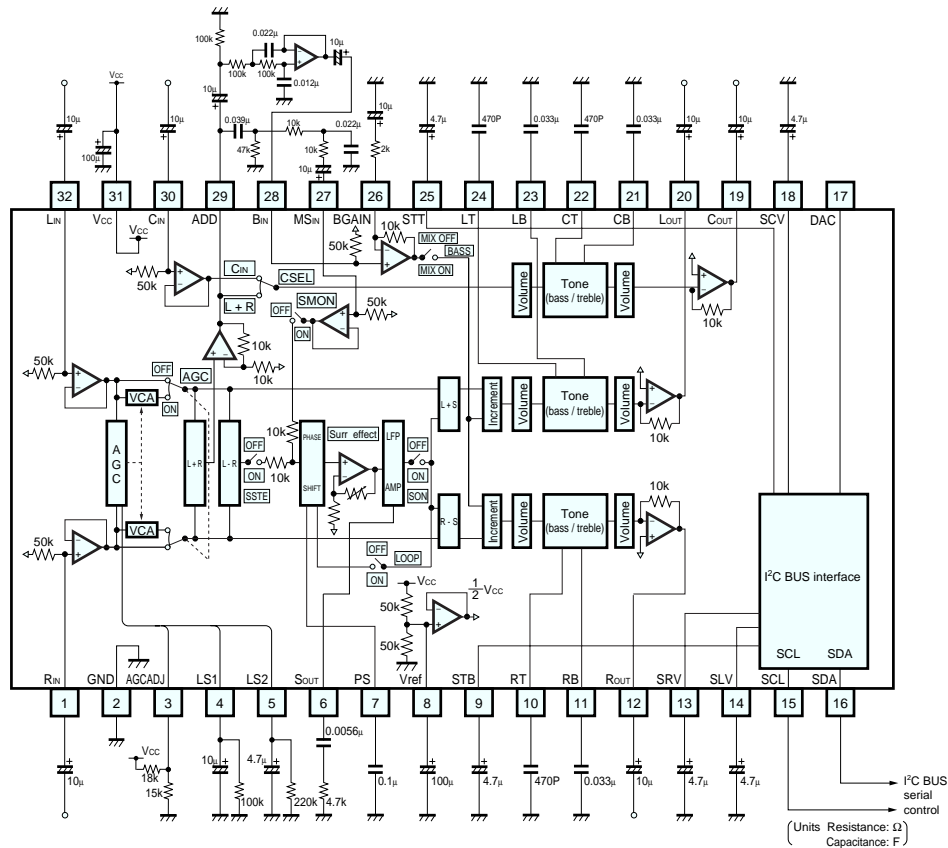 100k
0.022μ
10μ
100k
100k
0.012μ
Vcc
10μ
100μ
10μ
10μ
0.039μ
47k
10k
10k
10μ
0.022μ
10μ
2k
4.7μ
470P
0.033μ
470P
0.033μ
10μ
10μ
4.7μ
32 31 30 29 28 27 26 25 24 23 22 21 20 19 18 17
LIN VCC CIN ADD BIN MSIN BGAIN STT LT LB CT CB LOUT COUT SCV DAC
Vcc
50k
10k
MIX OFF
BASS
MIX ON
50k
CIN
CSEL
L + R
SMON
OFF
ON
50k
Volume
Tone
(bass / treble)
Volume
10k
10k
10k
50k
OFF
AGC
VCA
ON
AGC
L+R
L-R
OFF
ON
SSTE
10k
10k
PHASE
SHIFT
Surr effect
LFP
AMP
OFF
ON
SON
L+S
Increment
Volume
Tone
(bass / treble)
Volume
10k
R - S
Increment
Volume
Tone
(bass / treble)
Volume
10k
VCA
50k
OFF
LOOP
ON
I²C BUS interface
Vcc
50k
50k
1/2 Vcc
SCL SDA
RIN GND AGCADJ LS1 LS2 SOUT PS Vref STB RT RB ROUT SRV SLV SCL SDA
1 2 3 4 5 6 7 8 9 10 11 12 13 14 15 16
10μ
Vcc
18k
15k
10μ
100k
4.7μ
220k
0.0056μ
4.7k
0.1μ
100μ
4.7μ
470P
0.033μ
10μ
4.7μ
4.7μ
I²C BUS
serial
control
(Units Resistance: Ω
Capacitance: F)